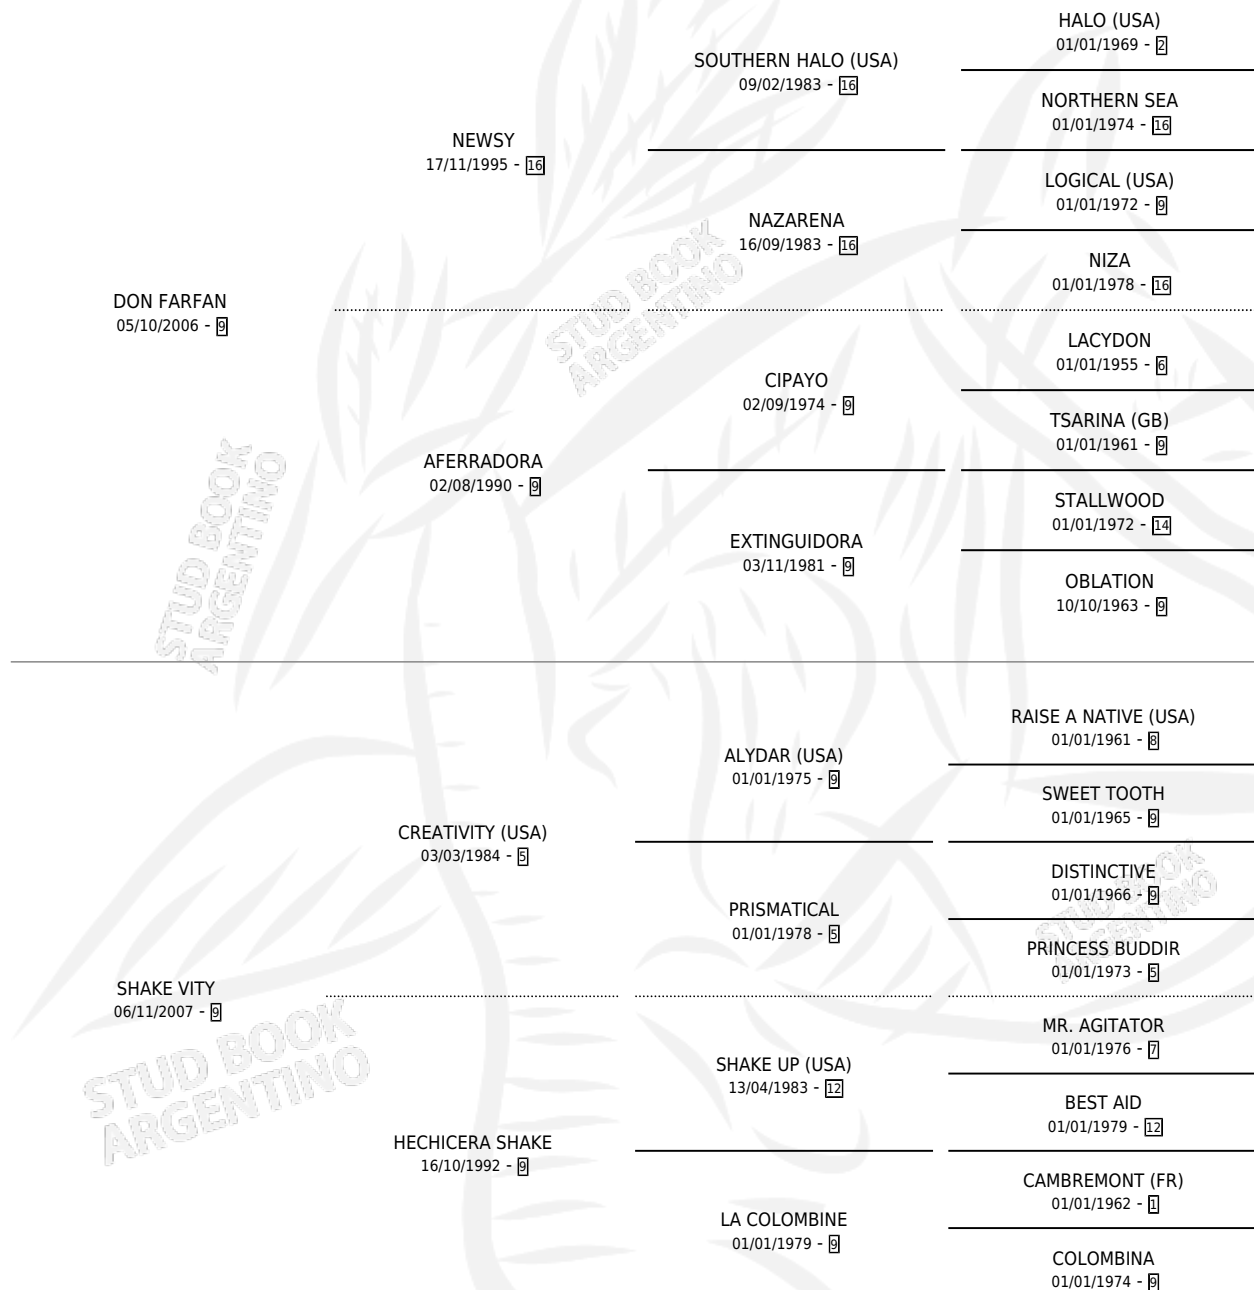 HALO (USA)
01/01/1969 - 2
SOUTHERN HALO (USA)
09/02/1983 - 16
NORTHERN SEA
01/01/1974 - 16
NEWSY
17/11/1995 - 16
LOGICAL (USA)
01/01/1972 - 9
NAZARENA
16/09/1983 - 16
NIZA
01/01/1978 - 16
DON FARFAN
05/10/2006 - 9
LACYDON
01/01/1955 - 6
CIPAYO
02/09/1974 - 9
TSARINA (GB)
01/01/1961 - 9
AFERRADORA
02/08/1990 - 9
STALLWOOD
01/01/1972 - 14
EXTINGUIDORA
03/11/1981 - 9
OBLATION
10/10/1963 - 9
STUD BOOK
ARGENTINO
STUD BOOK
ARGENTINO
RAISE A NATIVE (USA)
01/01/1961 - 8
ALYDAR (USA)
01/01/1975 - 9
SWEET TOOTH
01/01/1965 - 9
CREATIVITY (USA)
03/03/1984 - 5
DISTINCTIVE
01/01/1966 - 9
PRISMATICAL
01/01/1978 - 5
PRINCESS BUDDIR
01/01/1973 - 5
SHAKE VITY
06/11/2007 - 9
MR. AGITATOR
01/01/1976 - 7
SHAKE UP (USA)
13/04/1983 - 12
BEST AID
01/01/1979 - 12
HECHICERA SHAKE
16/10/1992 - 9
CAMBREMONT (FR)
01/01/1962 - 1
LA COLOMBINE
01/01/1979 - 9
COLOMBINA
01/01/1974 - 9
STUD BOOK
ARGENTINO
STUD BOOK
ARGENTINO